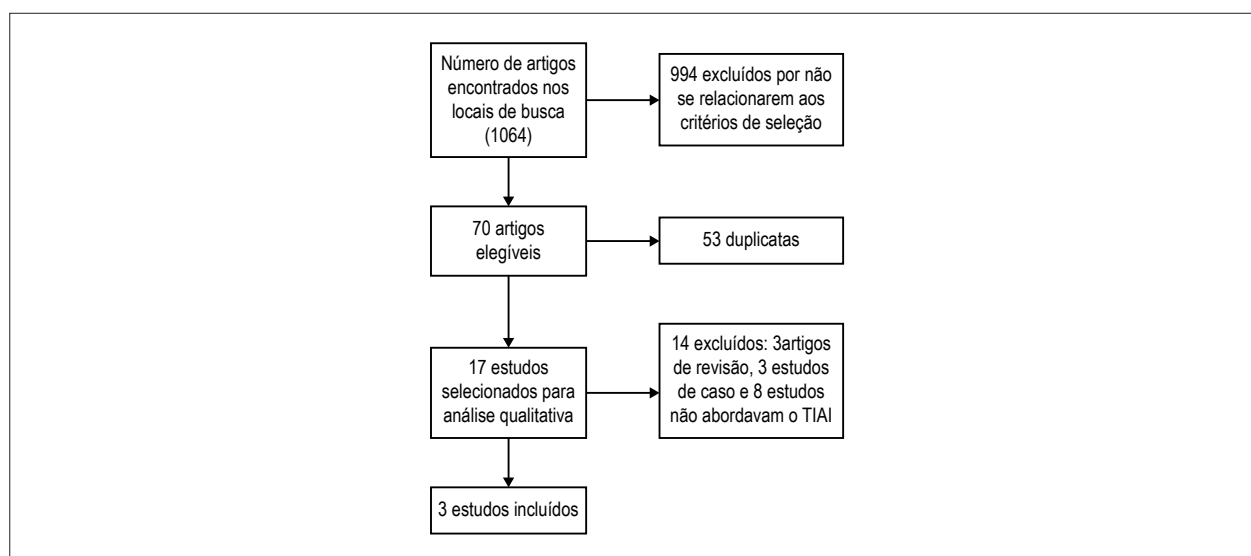 Número de artigos
encontrados nos
locais de busca
(1064)
994 excluídos por não
se relacionarem aos
critérios de seleção
70 artigos
elegíveis
53 duplicatas
17 estudos
selecionados para
análise qualitativa
14 excluídos: 3artigos
de revisão, 3 estudos
de caso e 8 estudos
não abordavam o TIAI
3 estudos incluídos